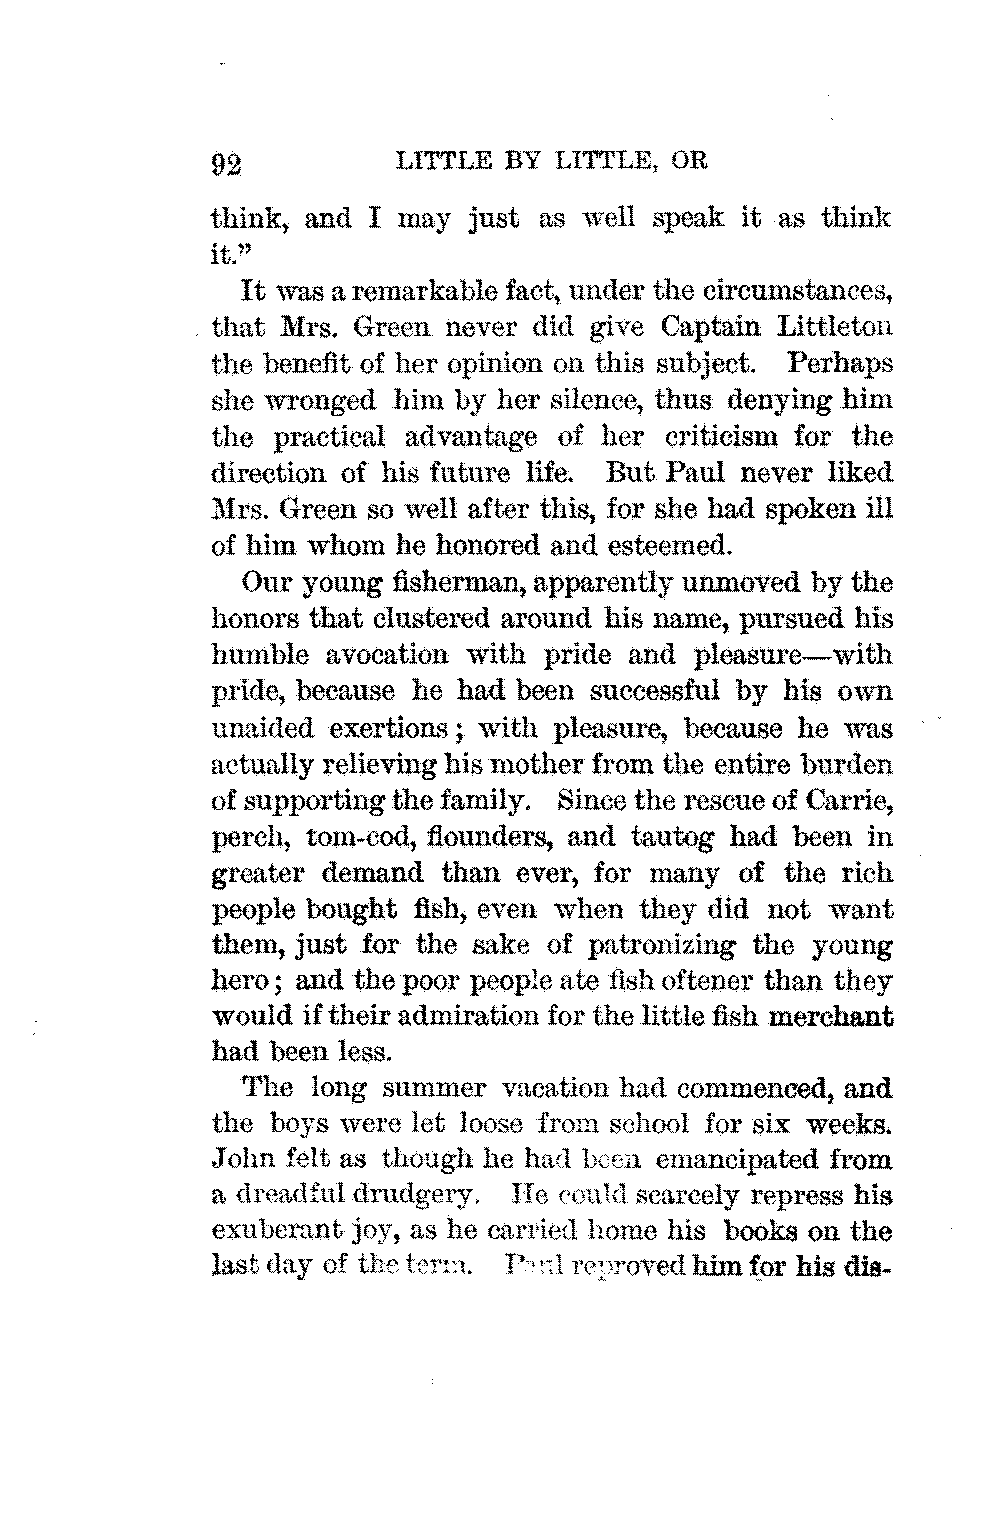 92 LITTLE BY LITTLE, OR
think, and I may just as well speak it as think
it."
It was a remarkable fact, under the circumstances,
that Mrs. Green never did give Captain Littleton
the benefit of her opinion on this subject. Perhaps
she wronged him by her silence, thus denying him
the practical advantage of her criticism for the
direction of his future life. But Paul never liked
Mrs. Green so well after this, for she had spoken ill
of him whom he honored and esteemed.
Our young fisherman, apparently unmoved by the
honors that clustered around his name, pursued his
humble avocation with pride and pleasure—with
pride, because he had been successful by his own
unaided exertions; with pleasure, because he was
actually relieving his mother from the entire burden
of supporting the family. Since the rescue of Carrie,
perch, tom-cod, flounders, and tautog had been in
greater demand than ever, for many of the rich
people bought fish, even when they did not want
them, just for the sake of patronizing the young
hero; and the poor people ate fish oftener than they
would if their admiration for the little fish merchant
had been less.
The long summer vacation had commenced, and
the boys were let loose from school for six weeks.
John felt as though he had been emancipated from
a dreadful drudgery. He could scarcely repress his
exuberant joy, as he carried home his books on the
last day of the term. Paul reproved him for his dis-